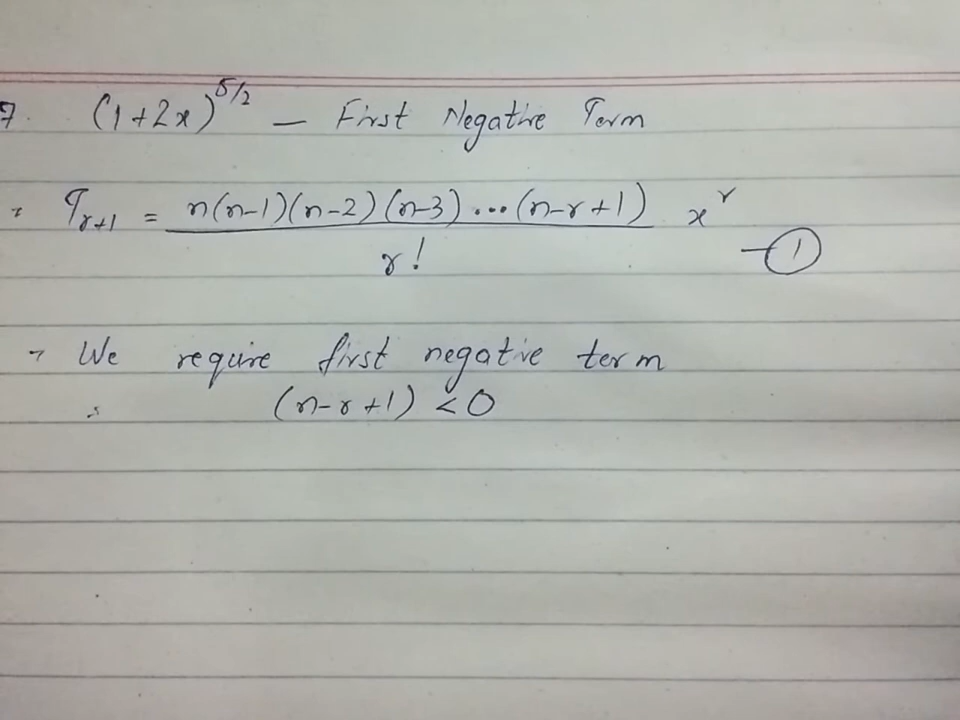 7. (1+2x)^5/2 — First Negative Term
∵ T_r+1 = n(n-1)(n-2)(n-3)...(n-r+1) / r! x^r —①
→ We require first negative term
∴ (n-r+1) < 0